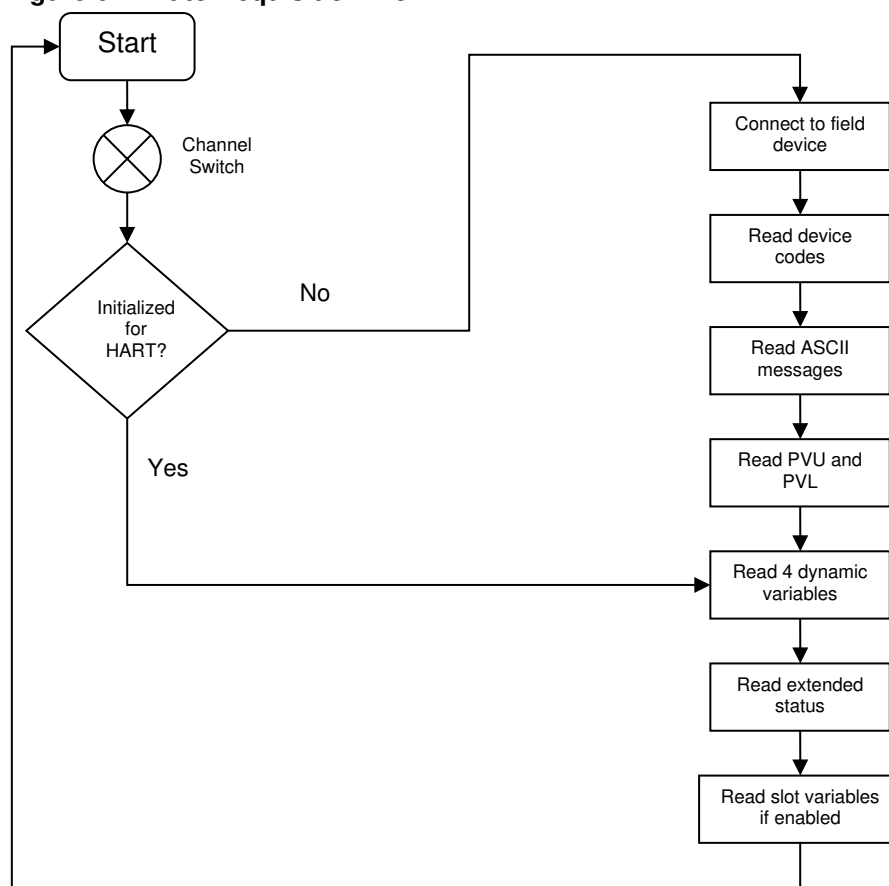 Start
Channel
Switch
Initialized
for
HART?
No
Yes
Connect to field
device
Read device
codes
Read ASCII
messages
Read PVU and
PVL
Read 4 dynamic
variables
Read extended
status
Read slot variables
if enabled